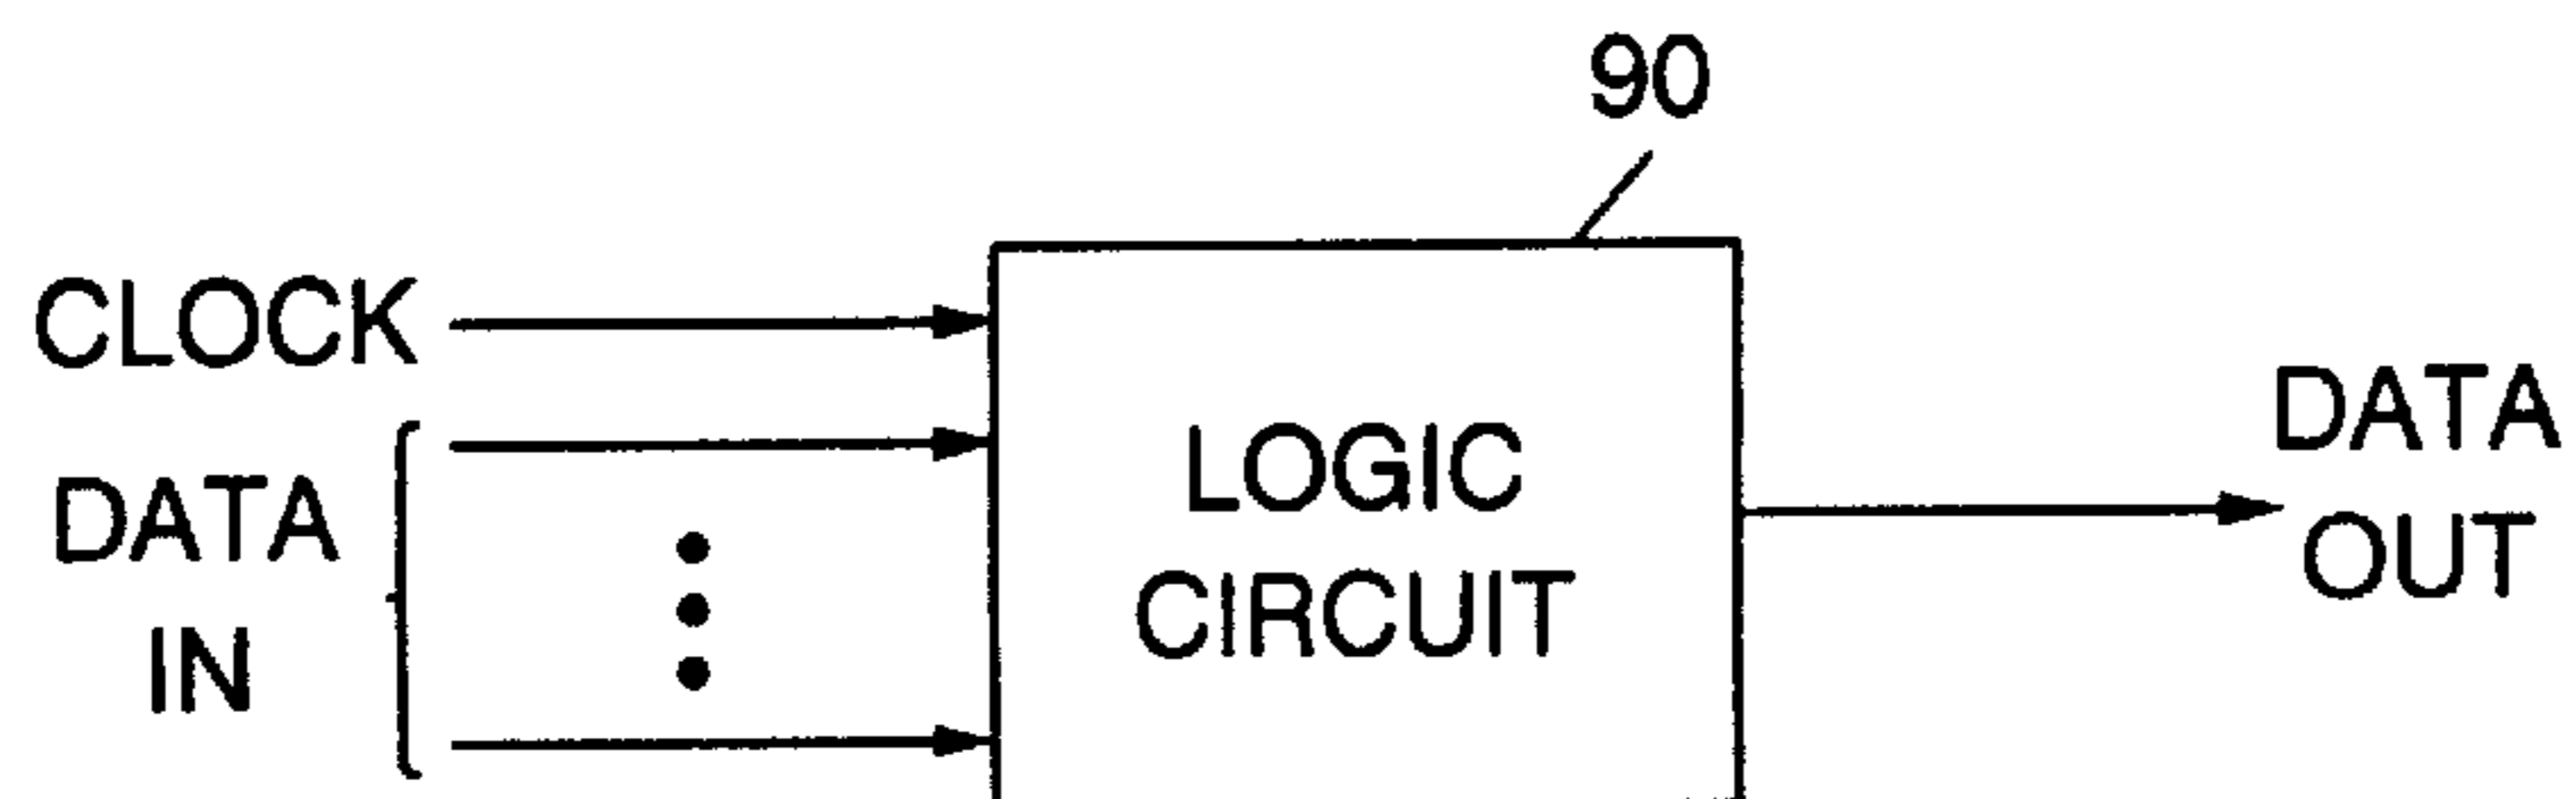 90
CLOCK
DATA
IN
LOGIC
CIRCUIT
DATA
OUT